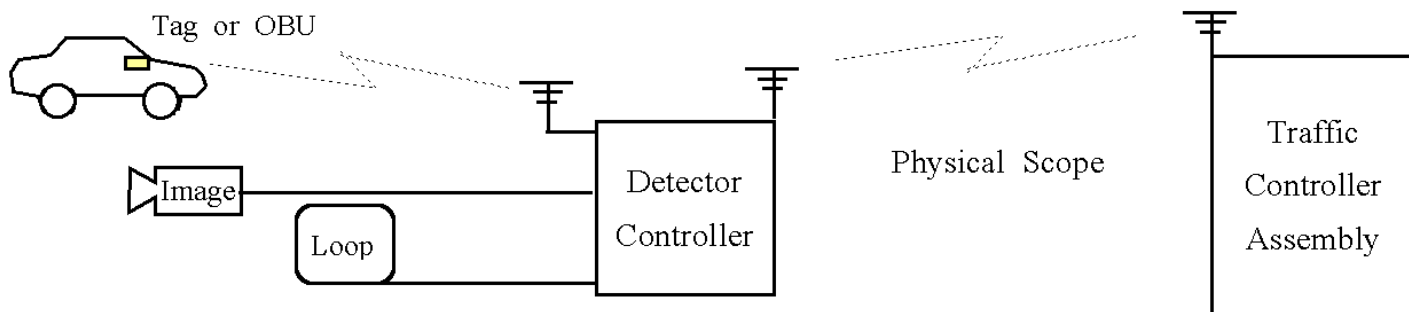 Tag or OBU
Image
Loop
Detector
Controller
Physical Scope
Traffic
Controller
Assembly